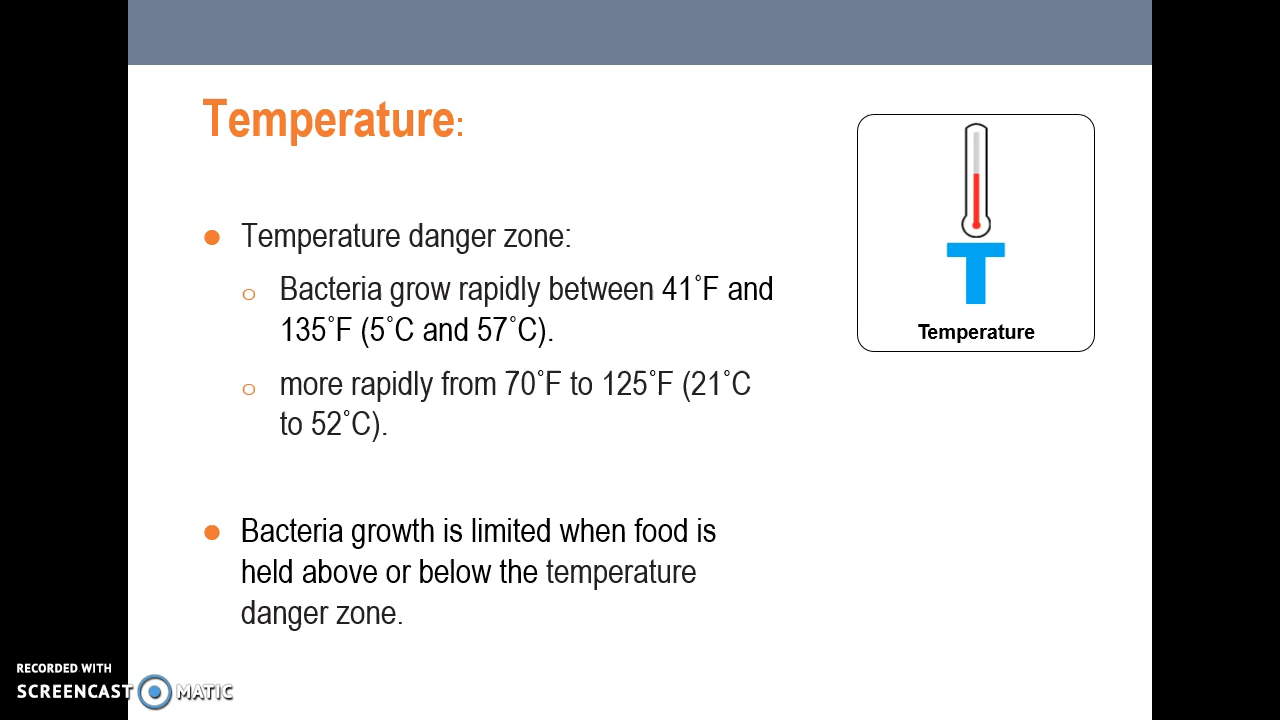 Temperature:
Temperature danger zone:
Bacteria grow rapidly between 41˚F and
135˚F (5˚C and 57˚C).
more rapidly from 70˚F to 125˚F (21˚C
to 52˚C).
Bacteria growth is limited when food is
held above or below the temperature
danger zone.
T
Temperature
RECORDED WITH
SCREENCAST MATIC